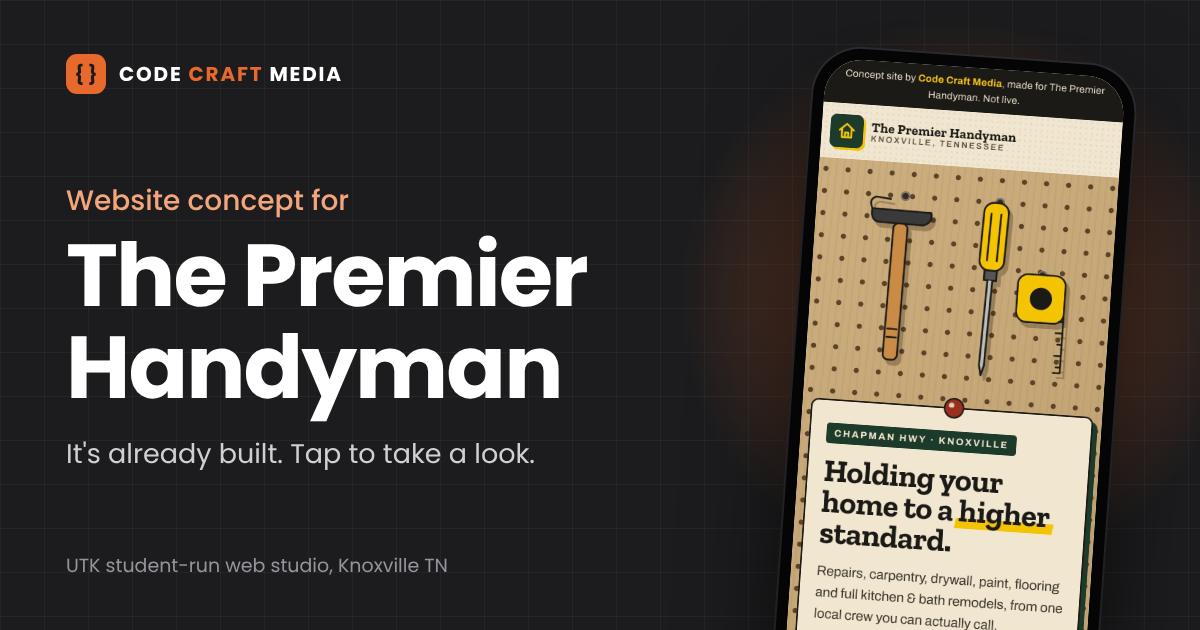 { } CODE CRAFT MEDIA
Website concept for
The Premier
Handyman
It's already built. Tap to take a look.
UTK student-run web studio, Knoxville TN
Concept site by Code Craft Media, made for The Premier
Handyman. Not live.
The Premier Handyman
KNOXVILLE, TENNESSEE
CHAPMAN HWY · KNOXVILLE
Holding your
home to a higher
standard.
Repairs, carpentry, drywall, paint, flooring
and full kitchen & bath remodels, from one
local crew you can actually call.